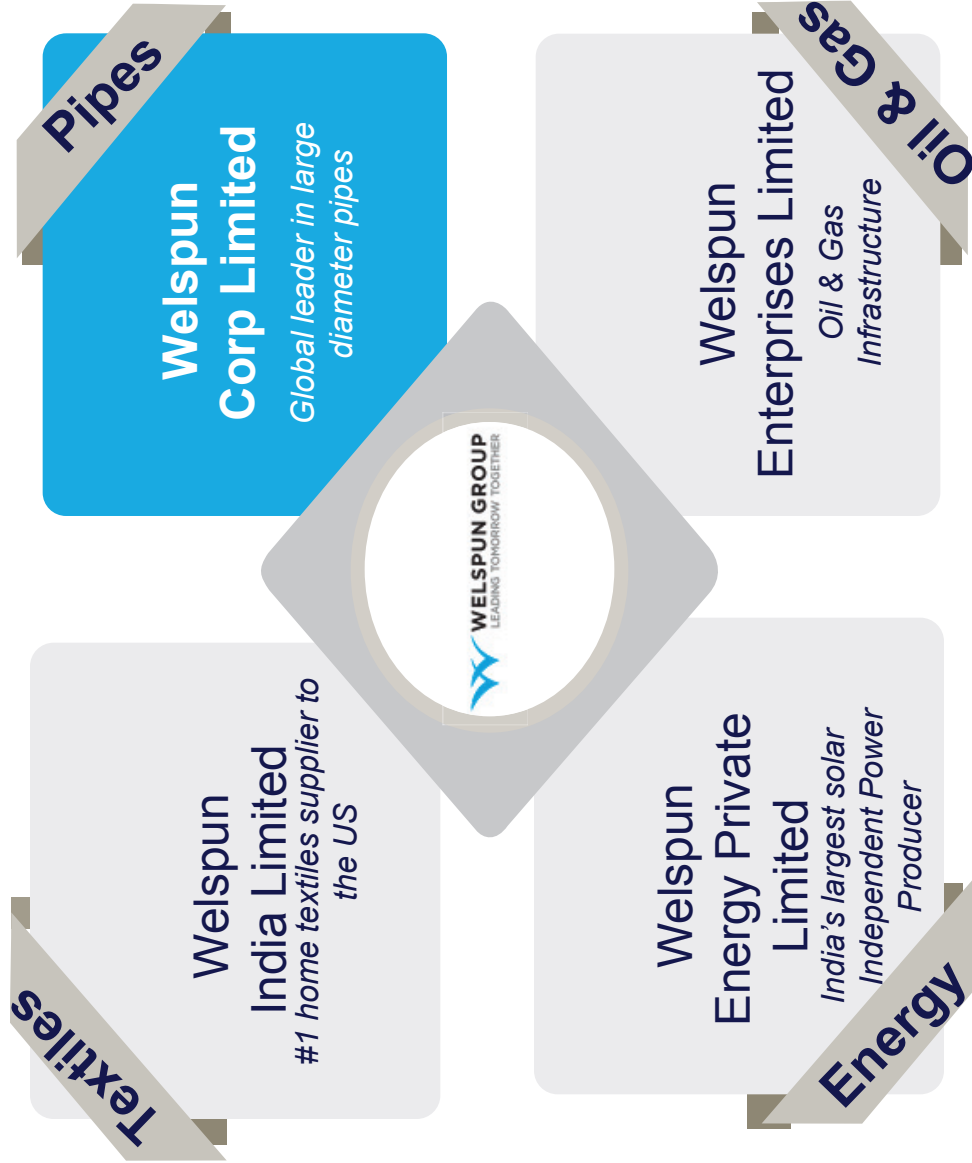 Textiles
Welspun
India Limited
#1 home textiles supplier to
the US
Pipes
Welspun
Corp Limited
Global leader in large
diameter pipes
WELSPUN GROUP
LEADING TOMORROW TOGETHER
Energy
Welspun
Energy Private
Limited
India’s largest solar
Independent Power
Producer
Oil & Gas
Welspun
Enterprises Limited
Oil & Gas
Infrastructure